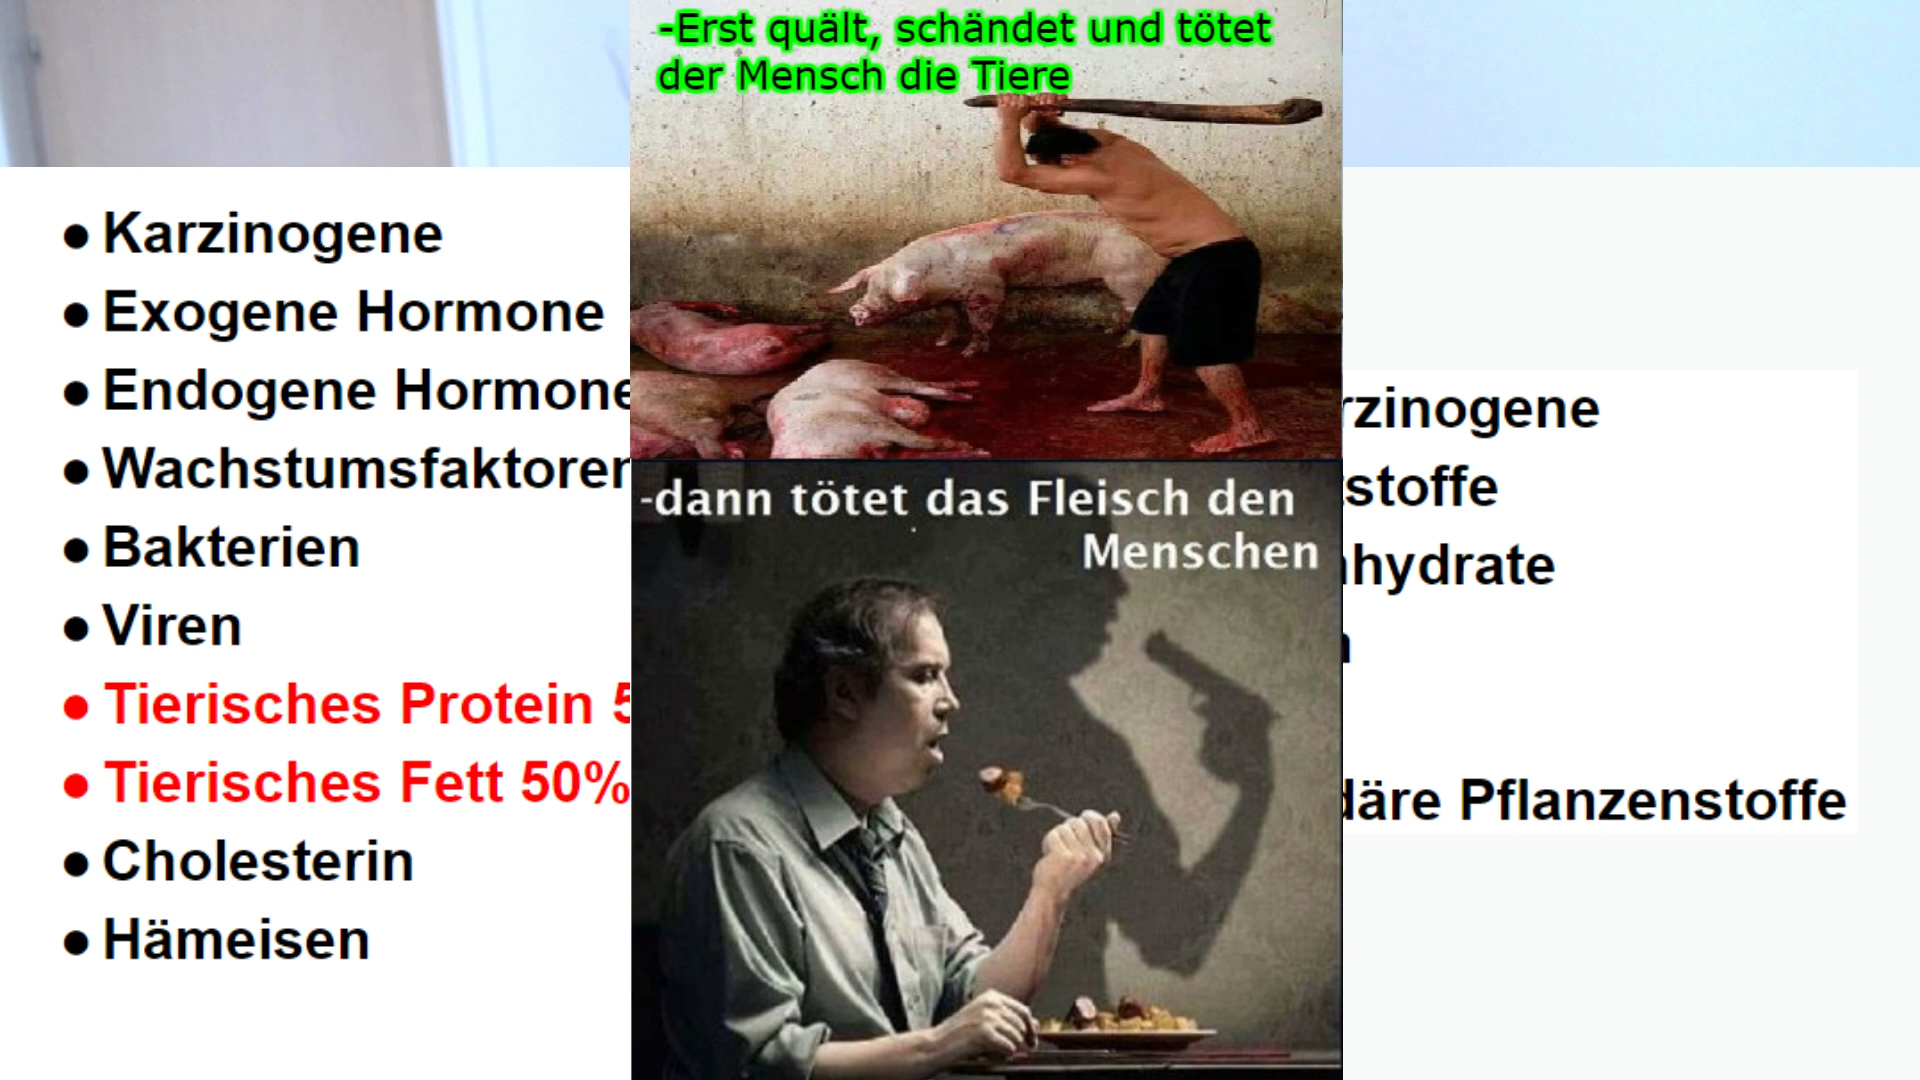 -Erst quält, schändet und tötet
der Mensch die Tiere
-dann tötet das Fleisch den
Menschen
● Karzinogene
● Exogene Hormone
● Endogene Hormone
● Wachstumsfaktoren
● Bakterien
● Viren
● Tierisches Protein 5
● Tierisches Fett 50%
● Cholesterin
● Hämeisen
rzinogene
stoffe
hydrate
däre Pflanzenstoffe